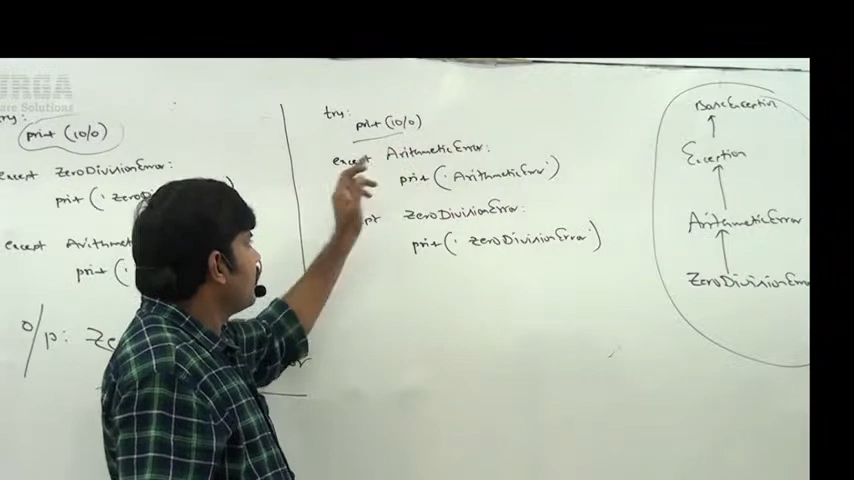 URGA
are Solutions
try:
print (10/0)
except ZeroDivisionError:
print ('ZeroDi
except Arithmet
print ('
o/p: Ze
try:
print (10/0)
except ArithmeticError:
print ('ArithmeticError')
ept ZeroDivisionError:
print ('ZeroDivisionError')
BaseException
Exception
ArithmeticError
ZeroDivisionError